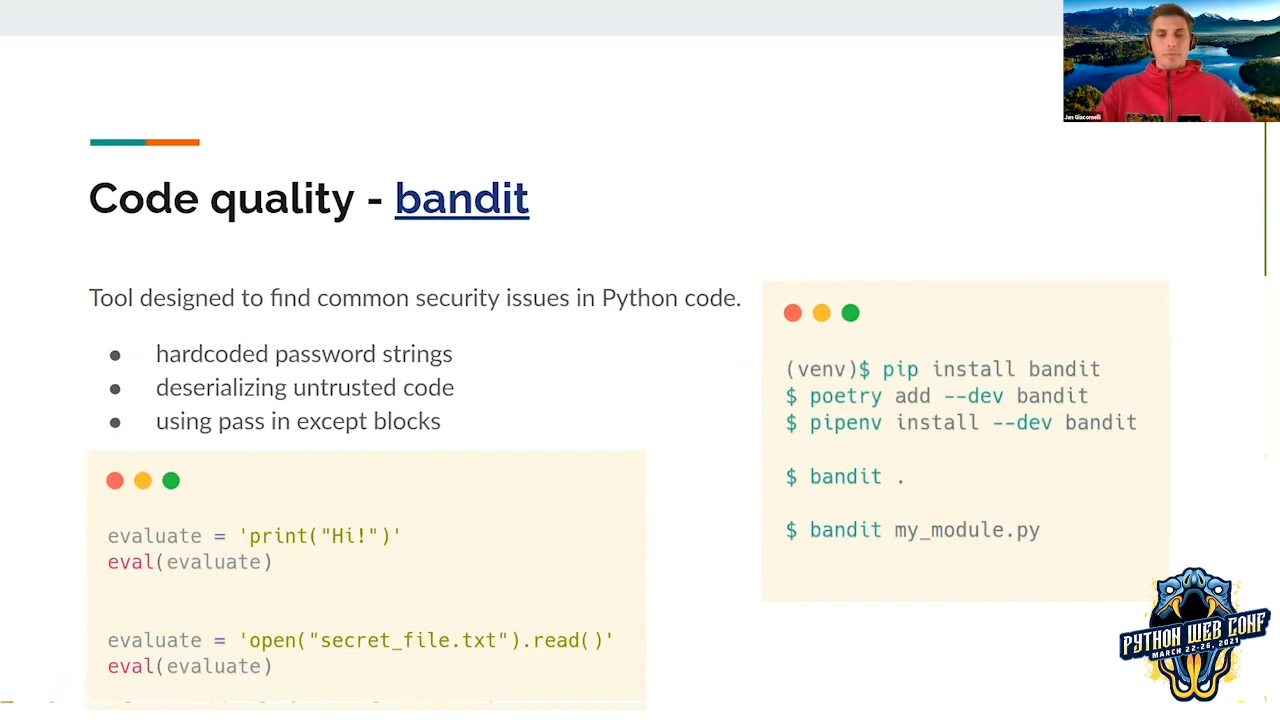 Jan Giacomelli
Code quality - bandit
Tool designed to find common security issues in Python code.
● hardcoded password strings
● deserializing untrusted code
● using pass in except blocks
evaluate = 'print("Hi!")'
eval(evaluate)
evaluate = 'open("secret_file.txt").read()'
eval(evaluate)
(venv)$ pip install bandit
$ poetry add --dev bandit
$ pipenv install --dev bandit
$ bandit .
$ bandit my_module.py
PYTHON WEB CONF
MARCH 22-26, 2021